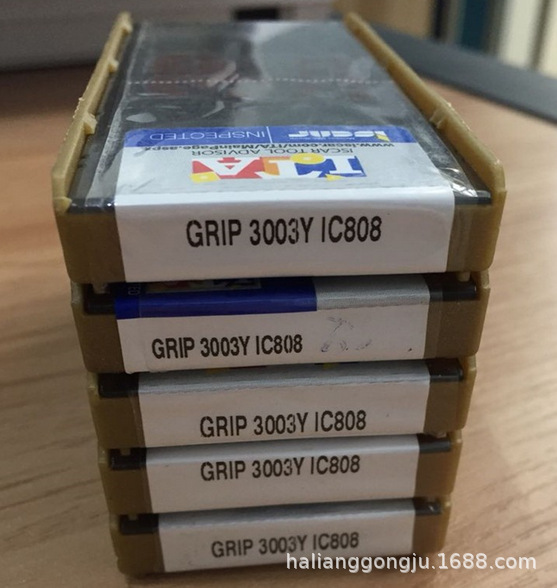 INSPECTED
iscar
www.iscar.com/ITA/MainPage.aspx
ISCAR TOOL ADVISOR
ITA
GRIP 3003Y IC808
GRIP 3003Y IC808
GRIP 3003Y IC808
GRIP 3003Y IC808
GRIP 3003Y IC808
halianggongju.1688.com